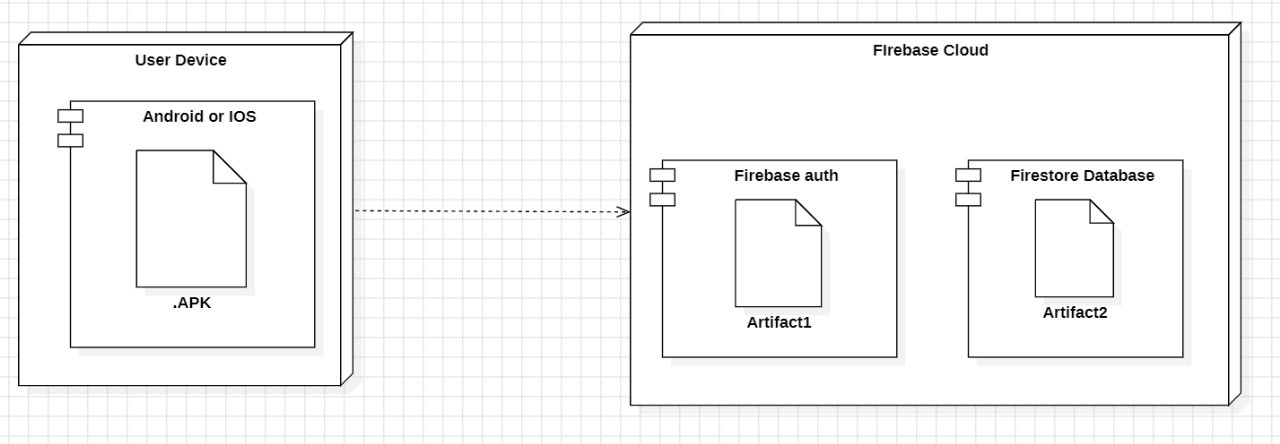 User Device
Android or IOS
.APK
FIrebase Cloud
Firebase auth
Artifact1
Firestore Database
Artifact2